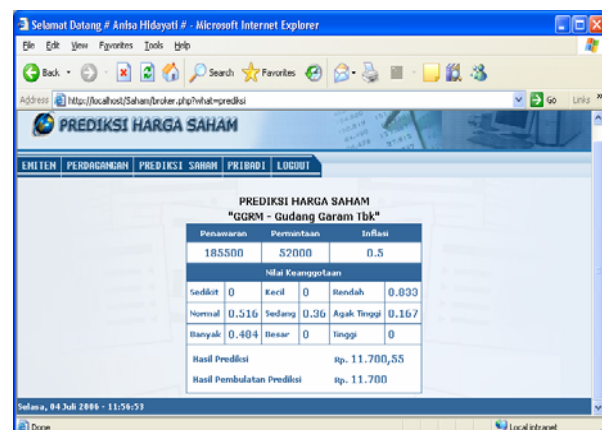 Selamat Datang # Anisa Hidayati # - Microsoft Internet Explorer
File Edit View Favorites Tools Help
Back Search Favorites
Address http://localhost/Saham/broker.php?what=prediksi Go Links
PREDIKSI HARGA SAHAM
EMITEN PERDAGANGAN PREDIKSI SAHAM PRIBADI LOGOUT
PREDIKSI HARGA SAHAM
"GGRM - Gudang Garam Tbk"
Penawaran Permintaan Inflasi
185500 52000 0.5
Nilai Keanggotaan
Sedikit 0 Kecil 0 Rendah 0.833
Normal 0.516 Sedang 0.36 Agak Tinggi 0.167
Banyak 0.484 Besar 0 Tinggi 0
Hasil Prediksi Rp. 11.700,55
Hasil Pembulatan Prediksi Rp. 11.700
Selasa, 04 Juli 2006 - 11:56:53
Done Local intranet